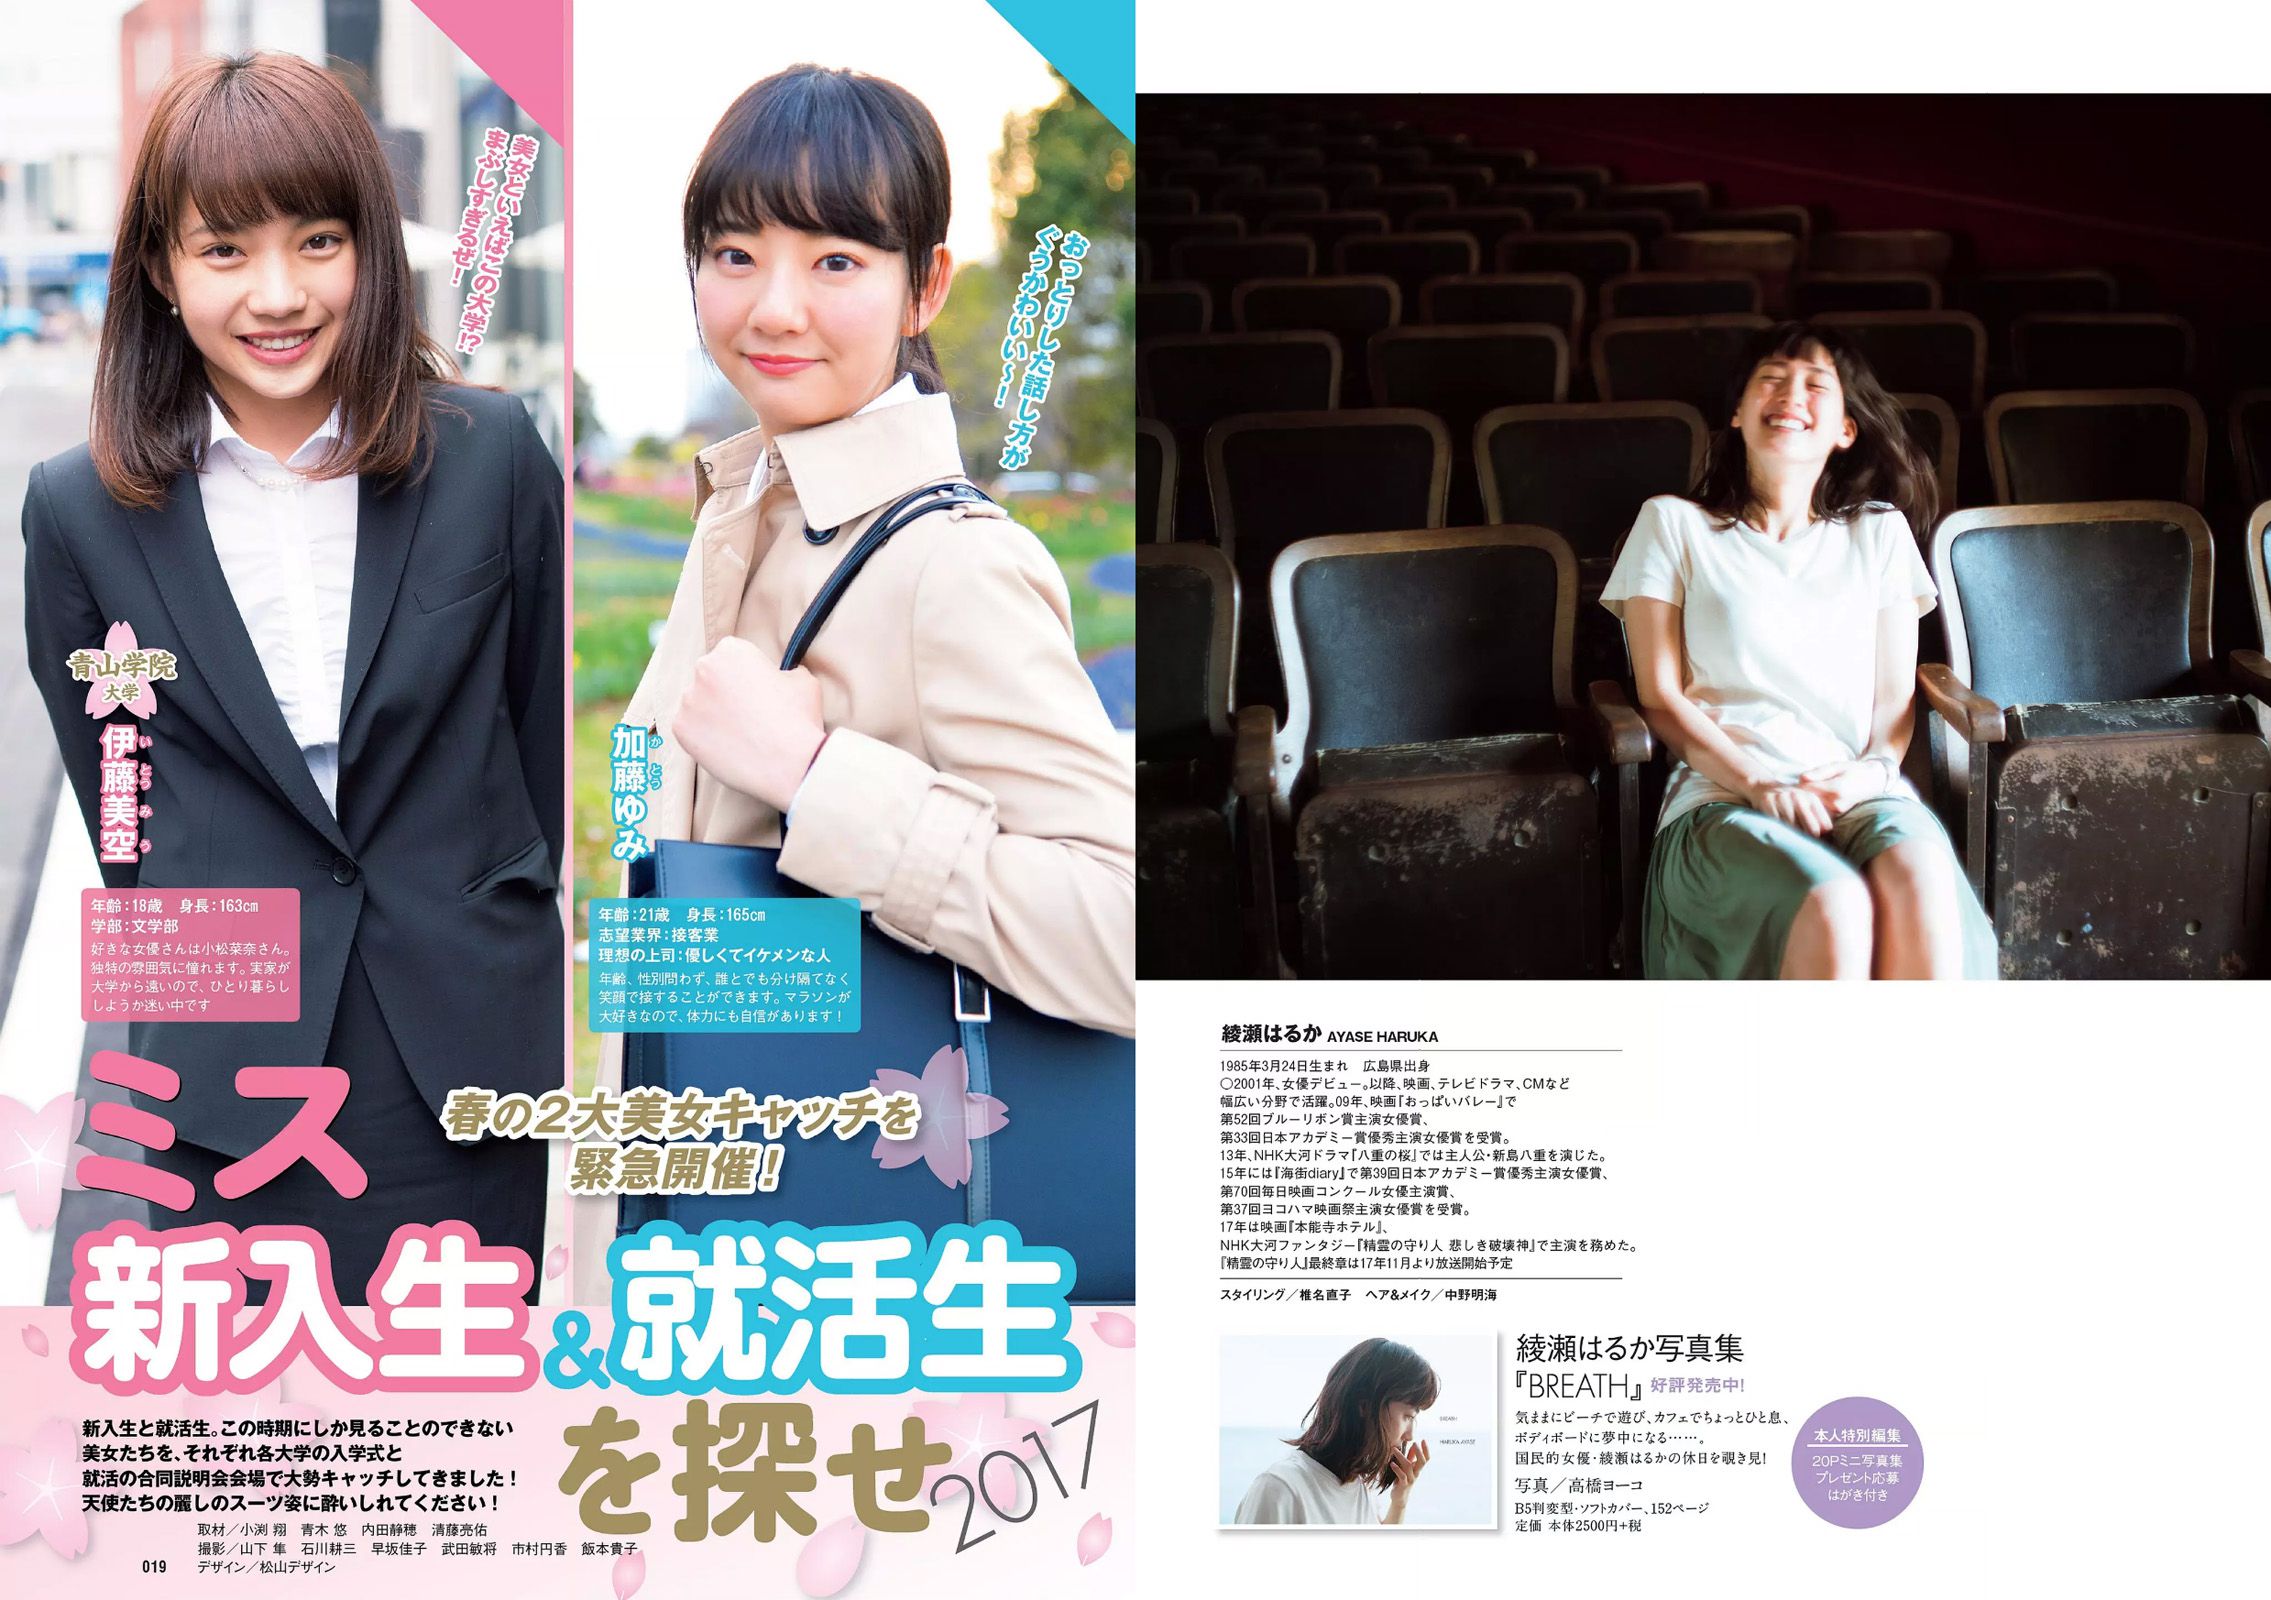 美女といえばこの大学!?
まぶしすぎるぜ！
青山学院
大学
伊藤美空
いとうみう
年齢：18歳　身長：163cm
学部：文学部
好きな女優さんは小松菜奈さん。
独特の雰囲気に憧れます。実家が
大学から遠いので、ひとり暮らし
しようか迷い中です
おっとりした話し方が
ぐうかわいい〜！
加藤ゆみ
かとう
年齢：21歳　身長：165cm
志望業界：接客業
理想の上司：優しくてイケメンな人
年齢、性別問わず、誰とでも分け隔てなく
笑顔で接することができます。マラソンが
大好きなので、体力にも自信があります！
春の2大美女キャッチを
緊急開催！
ミス
新入生&就活生
を探せ2017
新入生と就活生。この時期にしか見ることのできない
美女たちを、それぞれ各大学の入学式と
就活の合同説明会会場で大勢キャッチしてきました！
天使たちの麗しのスーツ姿に酔いしれてください！
取材／小渕 翔　青木 悠　内田静穂　清藤亮佑
撮影／山下 隼　石川耕三　早坂佳子　武田敏将　市村円香　飯本貴子
デザイン／松山デザイン
019
綾瀬はるか AYASE HARUKA
1985年3月24日生まれ　広島県出身
○2001年、女優デビュー。以降、映画、テレビドラマ、CMなど
幅広い分野で活躍。09年、映画『おっぱいバレー』で
第52回ブルーリボン賞主演女優賞、
第33回日本アカデミー賞優秀主演女優賞を受賞。
13年、NHK大河ドラマ『八重の桜』では主人公・新島八重を演じた。
15年には『海街diary』で第39回日本アカデミー賞優秀主演女優賞、
第70回毎日映画コンクール女優主演賞、
第37回ヨコハマ映画祭主演女優賞を受賞。
17年は映画『本能寺ホテル』、
NHK大河ファンタジー『精霊の守り人 悲しき破壊神』で主演を務めた。
『精霊の守り人』最終章は17年11月より放送開始予定
スタイリング／椎名直子　ヘア&メイク／中野明海
BREATH
HARUKA AYASE
綾瀬はるか写真集
『BREATH』好評発売中！
気ままにビーチで遊び、カフェでちょっとひと息、
ボディボードに夢中になる……。
国民的女優・綾瀬はるかの休日を覗き見！
写真／高橋ヨーコ
B5判変型・ソフトカバー、152ページ
定価 本体2500円+税
本人特別編集
20Pミニ写真集
プレゼント応募
はがき付き